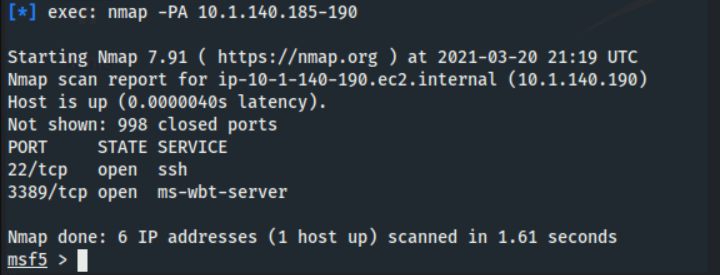 [*] exec: nmap -PA 10.1.140.185-190
Starting Nmap 7.91 ( https://nmap.org ) at 2021-03-20 21:19 UTC
Nmap scan report for ip-10-1-140-190.ec2.internal (10.1.140.190)
Host is up (0.0000040s latency).
Not shown: 998 closed ports
PORT     STATE SERVICE
22/tcp   open  ssh
3389/tcp open  ms-wbt-server
Nmap done: 6 IP addresses (1 host up) scanned in 1.61 seconds
msf5 >